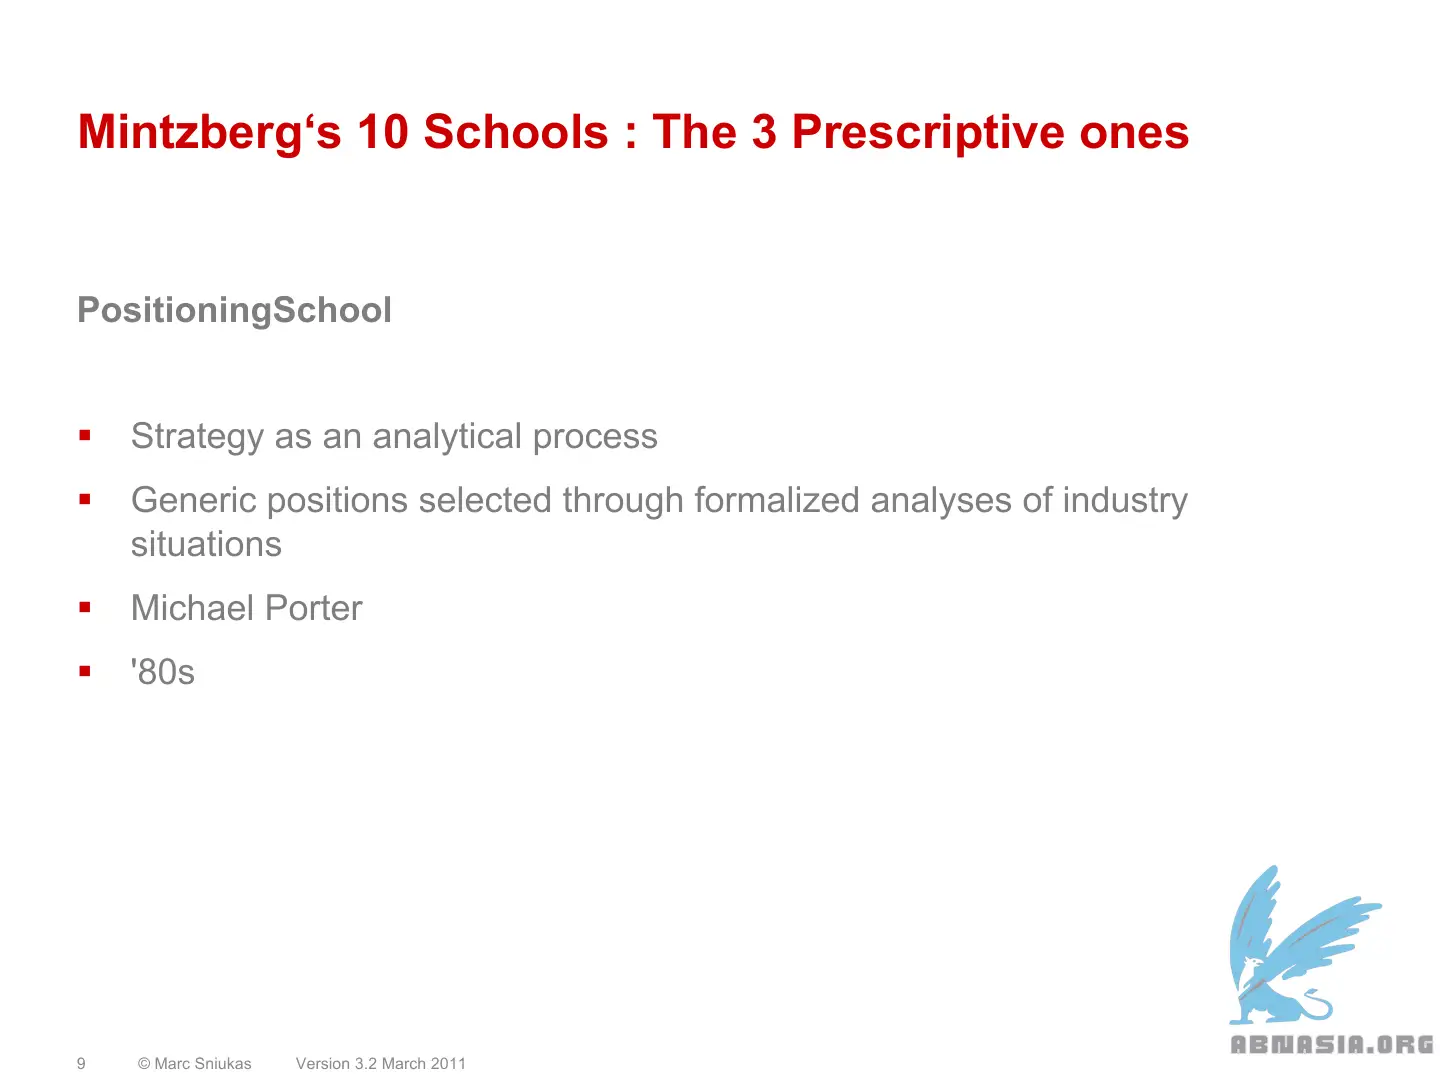 Mintzberg‘s 10 Schools : The 3 Prescriptive ones
PositioningSchool
▪ Strategy as an analytical process
▪ Generic positions selected through formalized analyses of industry
situations
▪ Michael Porter
▪ '80s
9 © Marc Sniukas Version 3.2 March 2011
ABNASIA.ORG